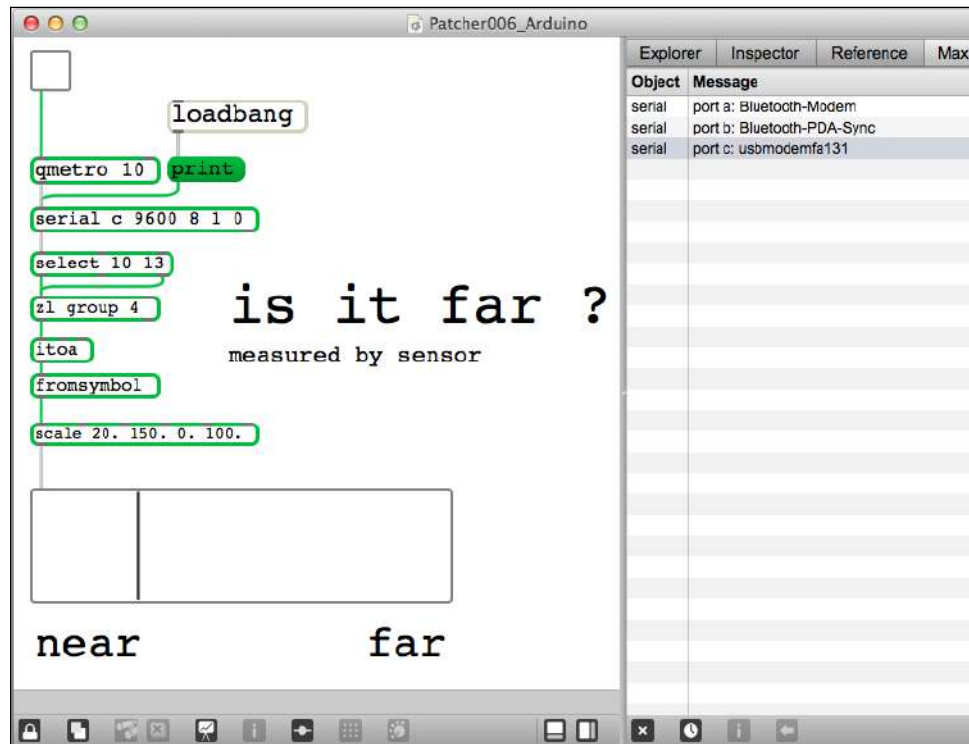 Patcher006_Arduino
Explorer Inspector Reference Max
Object Message
serial port a: Bluetooth-Modem
serial port b: Bluetooth-PDA-Sync
serial port c: usbmodemfa131
loadbang
qmetro 10 print
serial c 9600 8 1 0
select 10 13
zl group 4
itoa
fromsymbol
scale 20. 150. 0. 100.
is it far ?
measured by sensor
near far